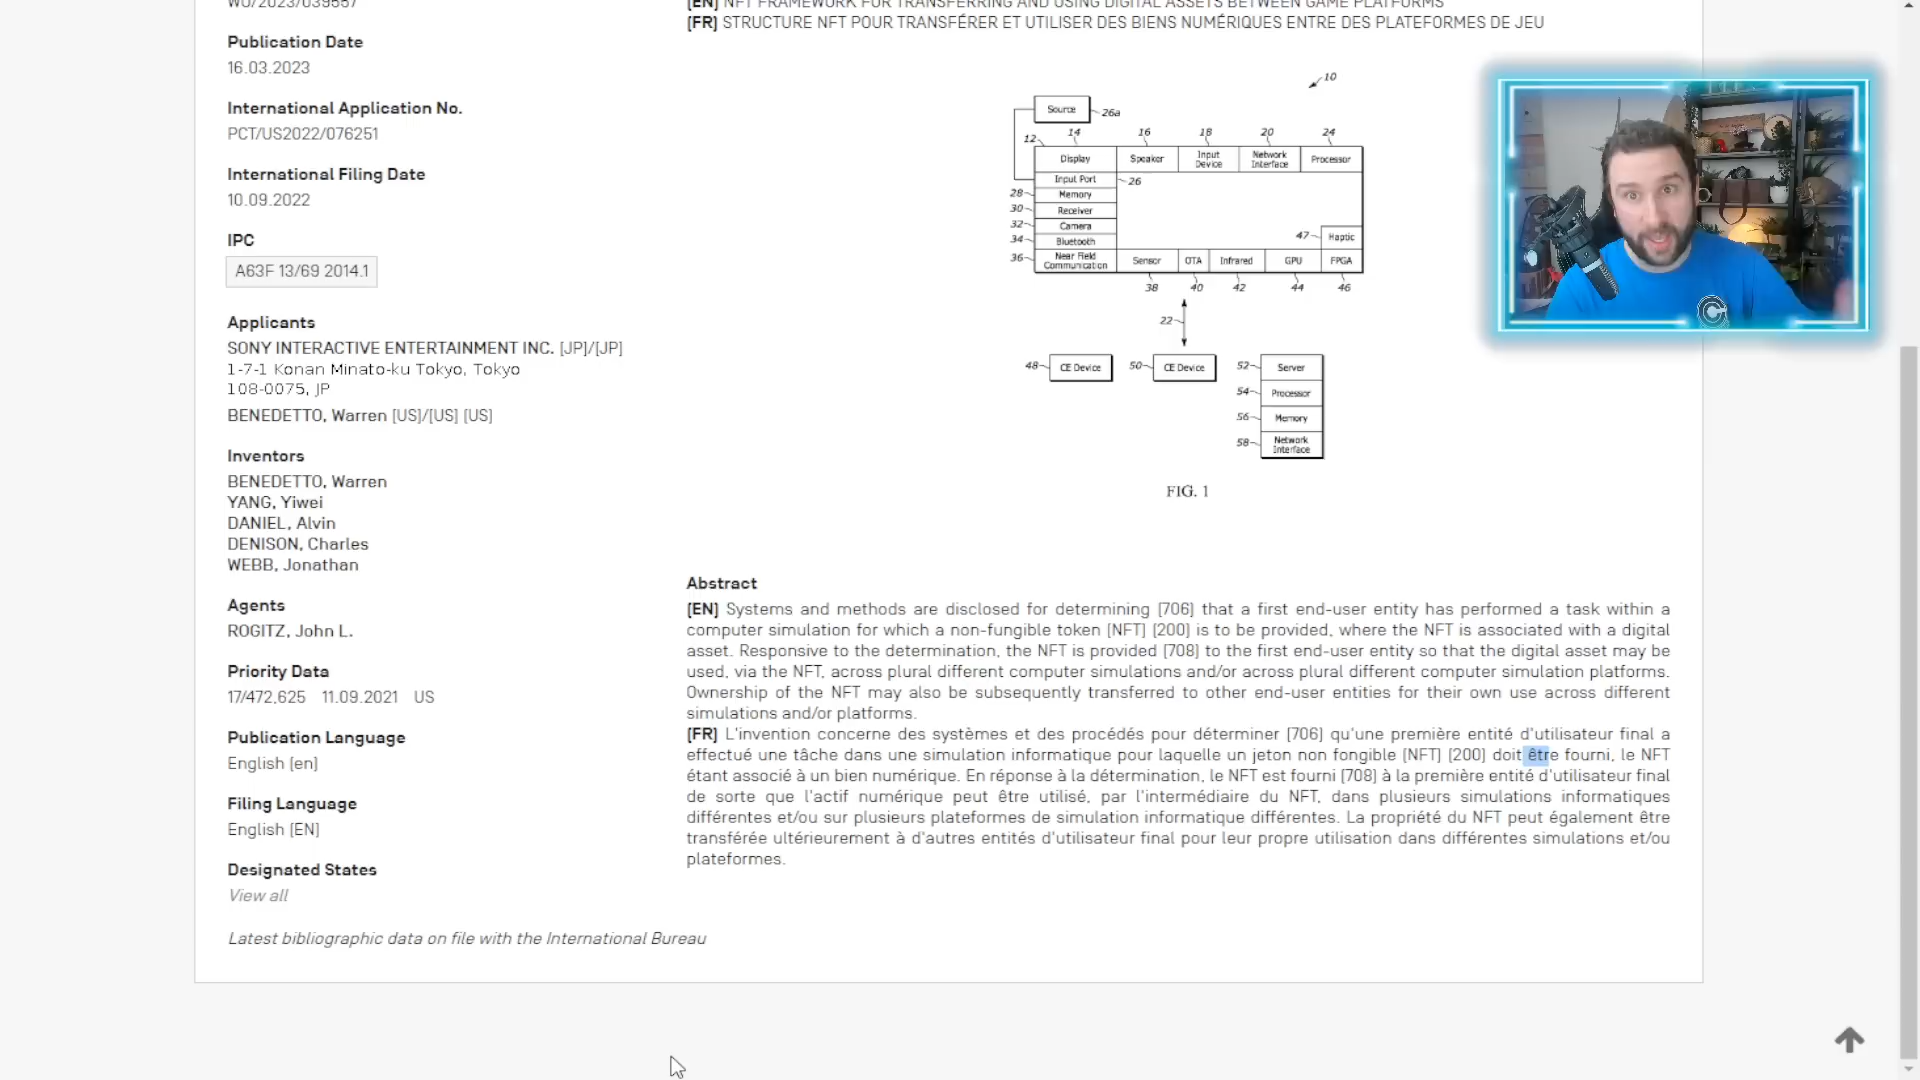 WO/2023/039557
Publication Date
16.03.2023
International Application No.
PCT/US2022/076251
International Filing Date
10.09.2022
IPC
A63F 13/69 2014.1
Applicants
SONY INTERACTIVE ENTERTAINMENT INC. [JP]/[JP]
1-7-1 Konan Minato-ku Tokyo, Tokyo
108-0075, JP
BENEDETTO, Warren [US]/[US] [US]
Inventors
BENEDETTO, Warren
YANG, Yiwei
DANIEL, Alvin
DENISON, Charles
WEBB, Jonathan
Agents
ROGITZ, John L.
Priority Data
17/472,625 11.09.2021 US
Publication Language
English (en)
Filing Language
English (EN)
Designated States
View all
Latest bibliographic data on file with the International Bureau
[EN] NFT FRAMEWORK FOR TRANSFERRING AND USING DIGITAL ASSETS BETWEEN GAME PLATFORMS
[FR] STRUCTURE NFT POUR TRANSFÉRER ET UTILISER DES BIENS NUMÉRIQUES ENTRE DES PLATEFORMES DE JEU
10
Source
26a
12
14
16
18
20
24
Display
Speaker
Input Device
Network Interface
Processor
Input Port
26
28
Memory
30
Receiver
32
Camera
34
Bluetooth
47
Haptic
36
Near Field Communication
Sensor
OTA
Infrared
GPU
FPGA
38
40
42
44
46
22
48
CE Device
50
CE Device
52
Server
54
Processor
56
Memory
58
Network Interface
FIG. 1
Abstract
[EN] Systems and methods are disclosed for determining (706) that a first end-user entity has performed a task within a
computer simulation for which a non-fungible token (NFT) (200) is to be provided, where the NFT is associated with a digital
asset. Responsive to the determination, the NFT is provided (708) to the first end-user entity so that the digital asset may be
used, via the NFT, across plural different computer simulations and/or across plural different computer simulation platforms.
Ownership of the NFT may also be subsequently transferred to other end-user entities for their own use across different
simulations and/or platforms.
[FR] L'invention concerne des systèmes et des procédés pour déterminer (706) qu'une première entité d'utilisateur final a
effectué une tâche dans une simulation informatique pour laquelle un jeton non fongible (NFT) (200) doit être fourni, le NFT
étant associé à un bien numérique. En réponse à la détermination, le NFT est fourni (708) à la première entité d'utilisateur final
de sorte que l'actif numérique peut être utilisé, par l'intermédiaire du NFT, dans plusieurs simulations informatiques
différentes et/ou sur plusieurs plateformes de simulation informatique différentes. La propriété du NFT peut également être
transférée ultérieurement à d'autres entités d'utilisateur final pour leur propre utilisation dans différentes simulations et/ou
plateformes.